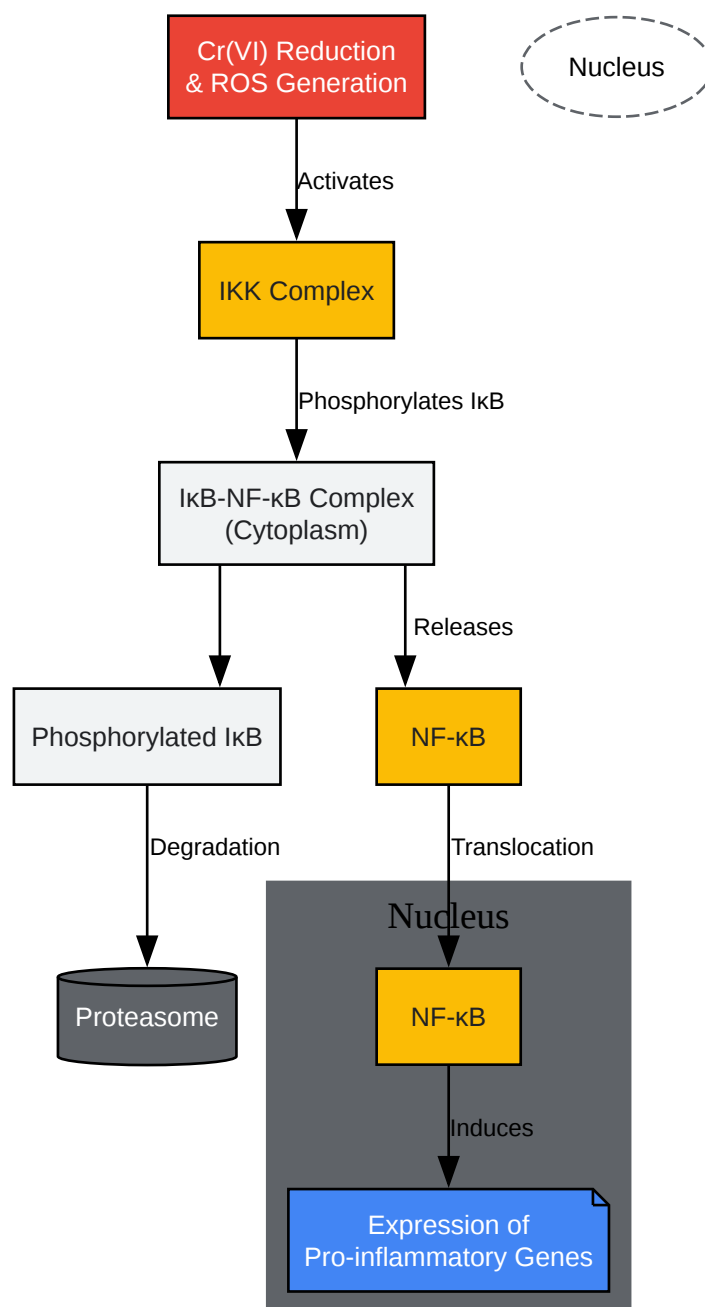 Cr(VI) Reduction
& ROS Generation
Nucleus
Activates
IKK Complex
Phosphorylates IκB
IκB-NF-κB Complex
(Cytoplasm)
Releases
Phosphorylated IκB
NF-κB
Degradation
Translocation
Nucleus
Proteasome
NF-κB
Induces
Expression of
Pro-inflammatory Genes